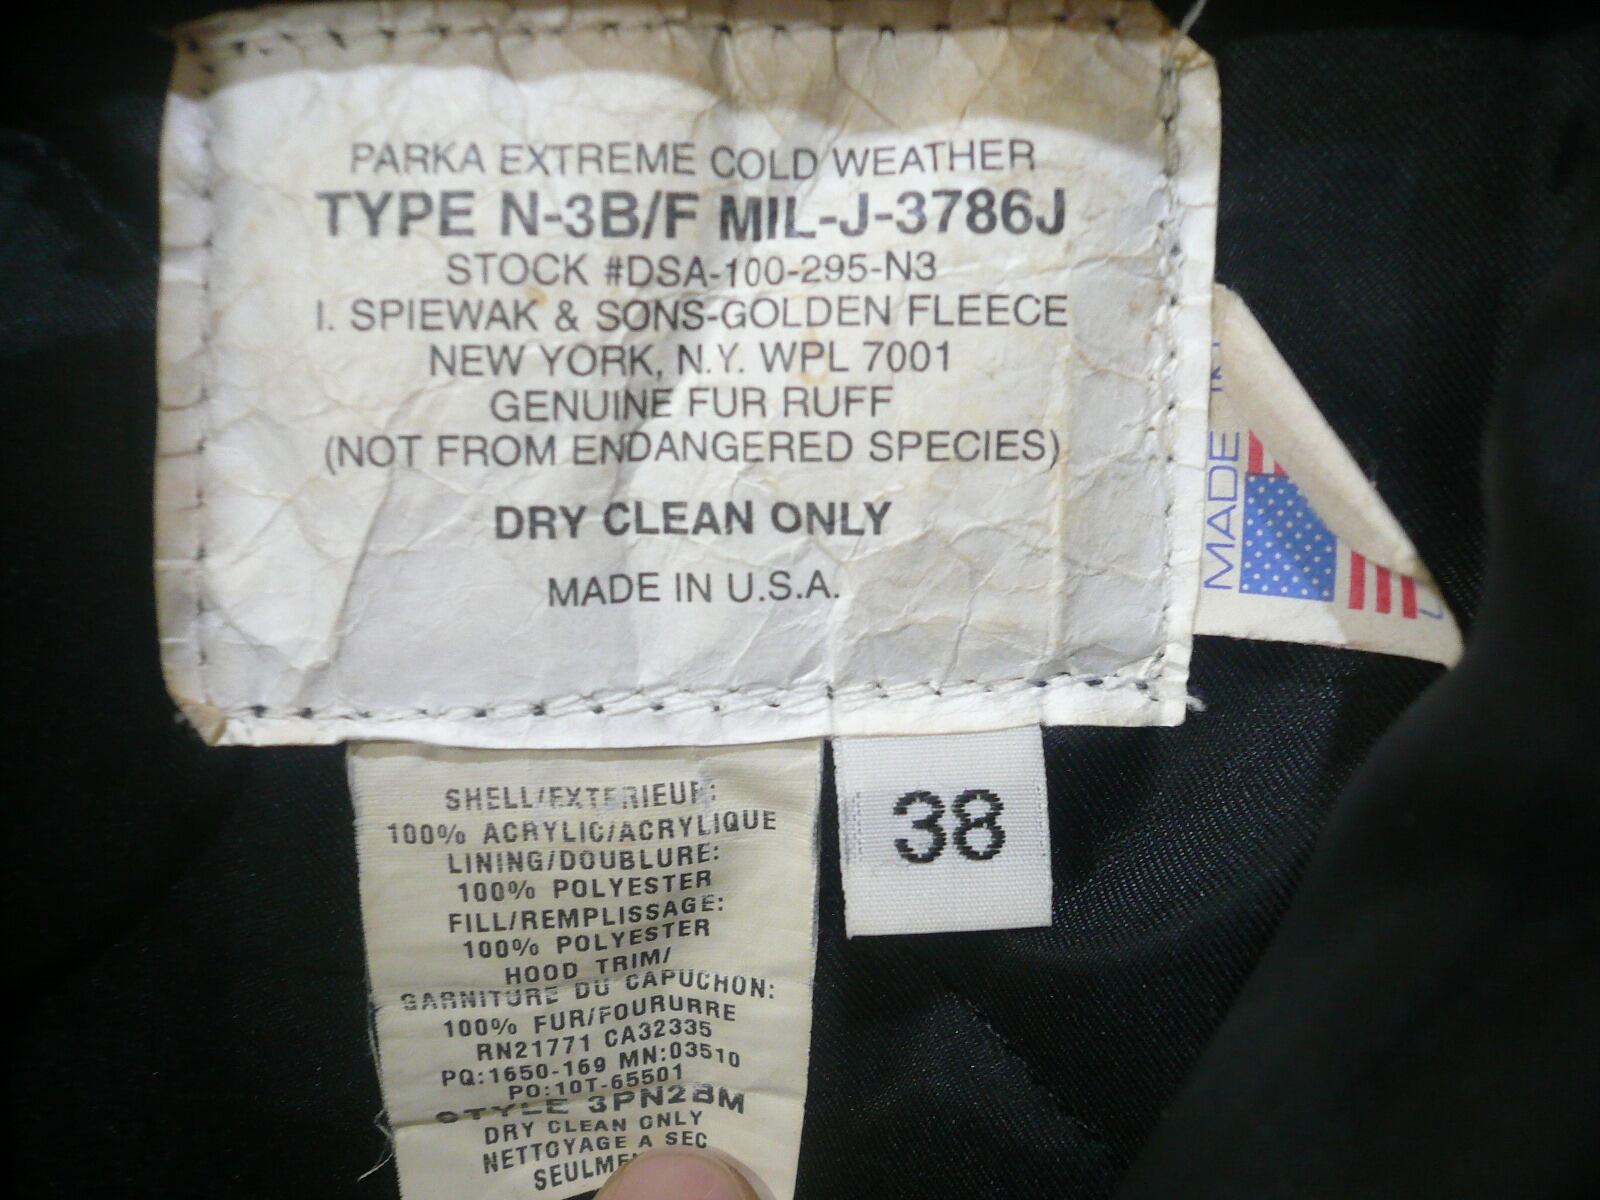 PARKA EXTREME COLD WEATHER
TYPE N-3B/F MIL-J-3786J
STOCK #DSA-100-295-N3
I. SPIEWAK & SONS-GOLDEN FLEECE
NEW YORK, N.Y. WPL 7001
GENUINE FUR RUFF
(NOT FROM ENDANGERED SPECIES)
DRY CLEAN ONLY
MADE IN U.S.A.
MADE
38
SHELL/EXTERIEUR:
100% ACRYLIC/ACRYLIQUE
LINING/DOUBLURE:
100% POLYESTER
FILL/REMPLISSAGE:
100% POLYESTER
HOOD TRIM/
GARNITURE DU CAPUCHON:
100% FUR/FOURURRE
RN21771 CA32335
PQ:1650-169 MN:03510
PO:10T-65501
STYLE 3PN2BM
DRY CLEAN ONLY
NETTOYAGE A SEC